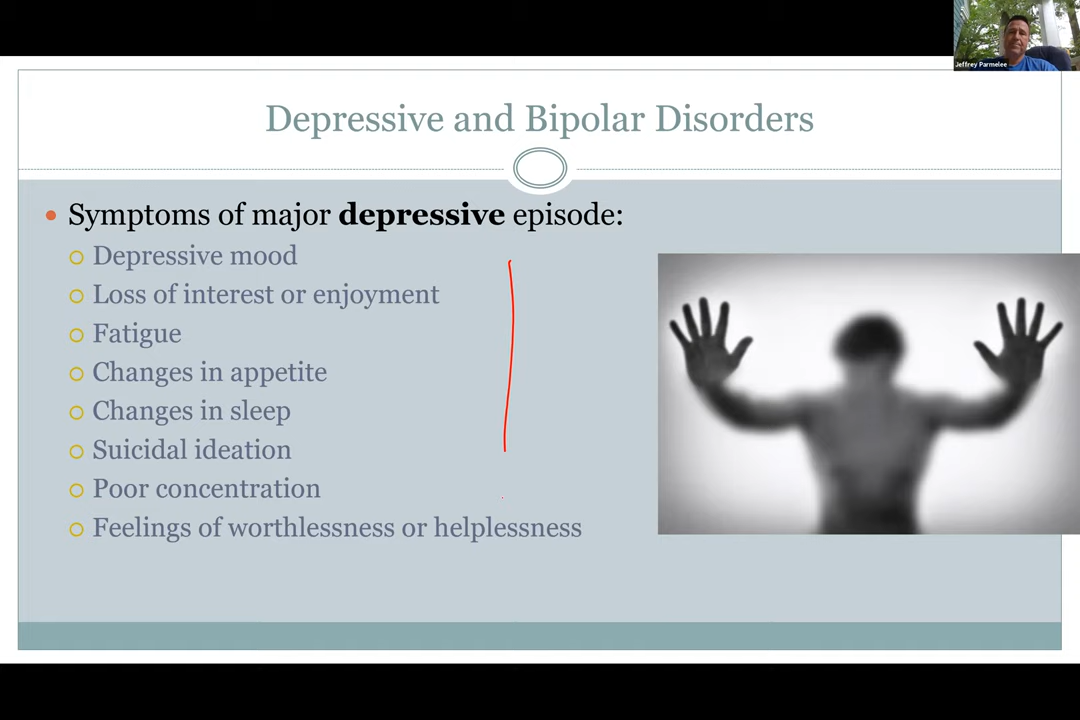 Jeffrey Parmelee
Depressive and Bipolar Disorders
Symptoms of major depressive episode:
Depressive mood
Loss of interest or enjoyment
Fatigue
Changes in appetite
Changes in sleep
Suicidal ideation
Poor concentration
Feelings of worthlessness or helplessness